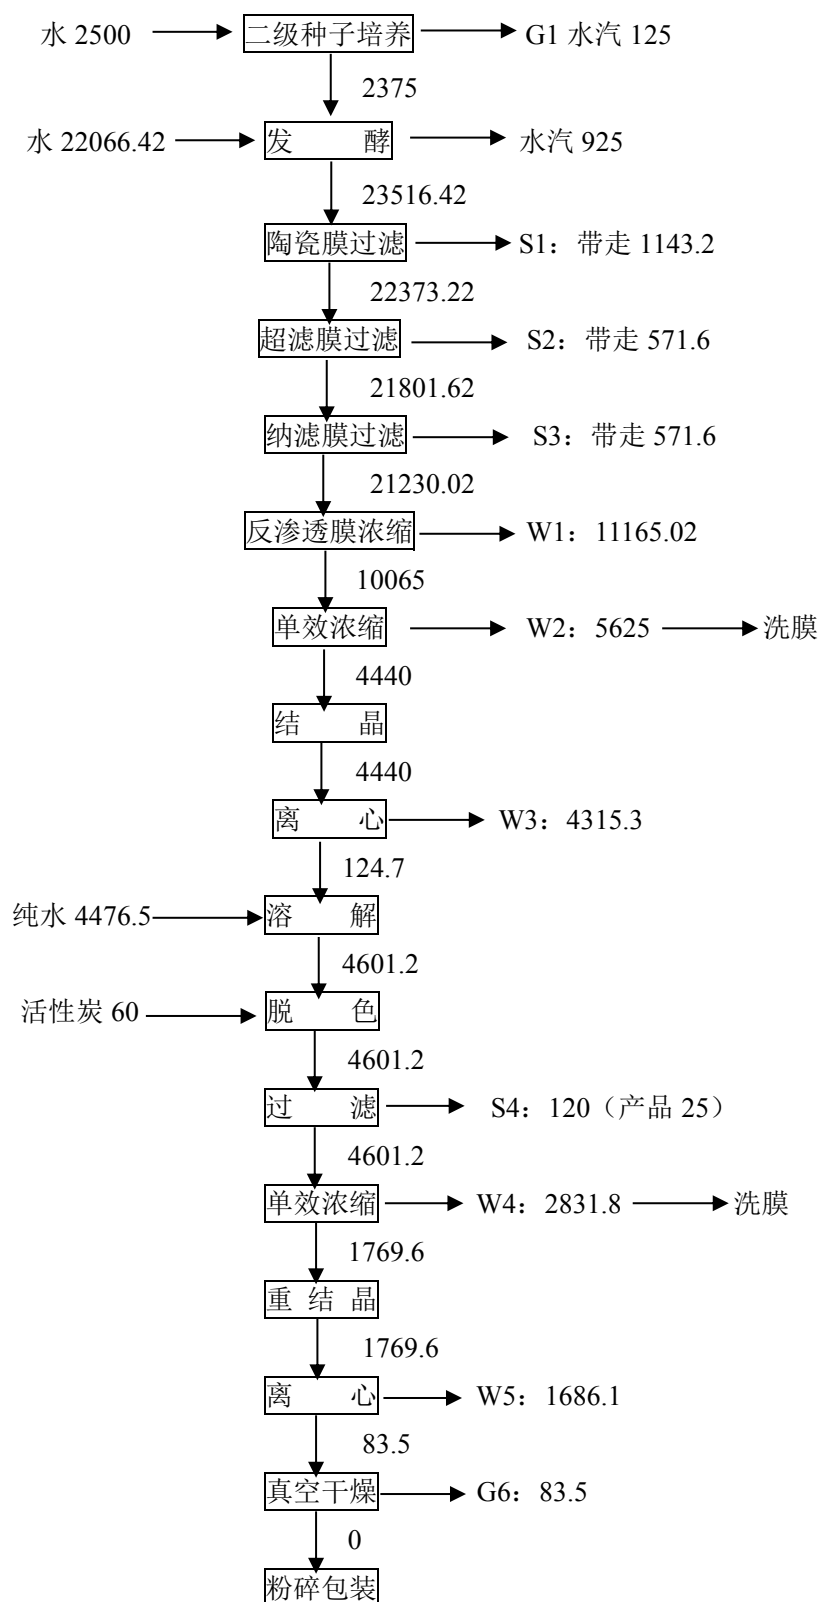 水 2500 二级种子培养 G1 水汽 125
2375
水 22066.42 发 酵 水汽 925
23516.42
陶瓷膜过滤 S1：带走 1143.2
22373.22
超滤膜过滤 S2：带走 571.6
21801.62
纳滤膜过滤 S3：带走 571.6
21230.02
反渗透膜浓缩 W1：11165.02
10065
单效浓缩 W2：5625 洗膜
4440
结 晶
4440
离 心 W3：4315.3
124.7
纯水 4476.5 溶 解
4601.2
活性炭 60 脱 色
4601.2
过 滤 S4：120（产品 25）
4601.2
单效浓缩 W4：2831.8 洗膜
1769.6
重 结 晶
1769.6
离 心 W5：1686.1
83.5
真空干燥 G6：83.5
0
粉碎包装